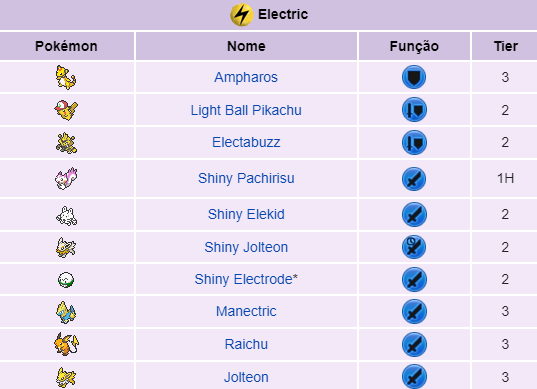 Electric
Pokémon Nome Função Tier
Ampharos 3
Light Ball Pikachu 2
Electabuzz 2
Shiny Pachirisu 1H
Shiny Elekid 2
Shiny Jolteon 2
Shiny Electrode* 2
Manectric 3
Raichu 3
Jolteon 3